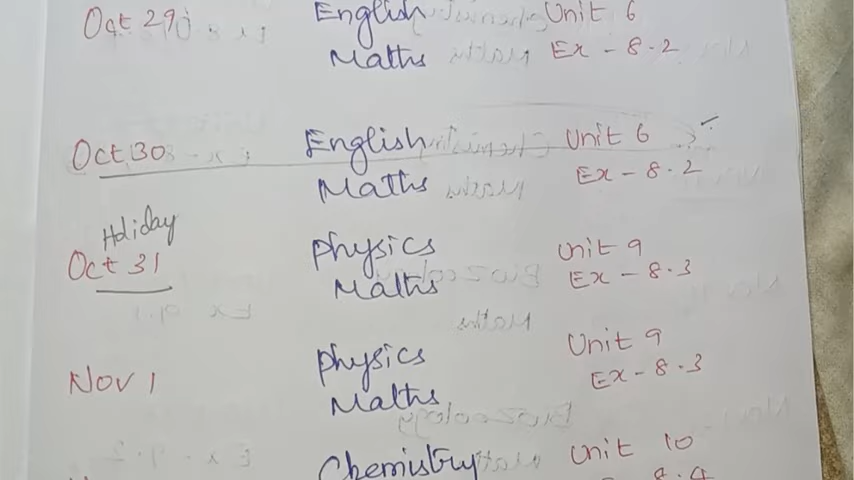 Oct 29 English Unit 6
Maths Ex - 8.2
Oct 30 English Unit 6
Maths Ex - 8.2
Holiday
Oct 31 Physics Unit 9
Maths Ex - 8.3
Nov 1 Physics Unit 9
Maths Ex - 8.3
Chemistry Unit 10
8.4